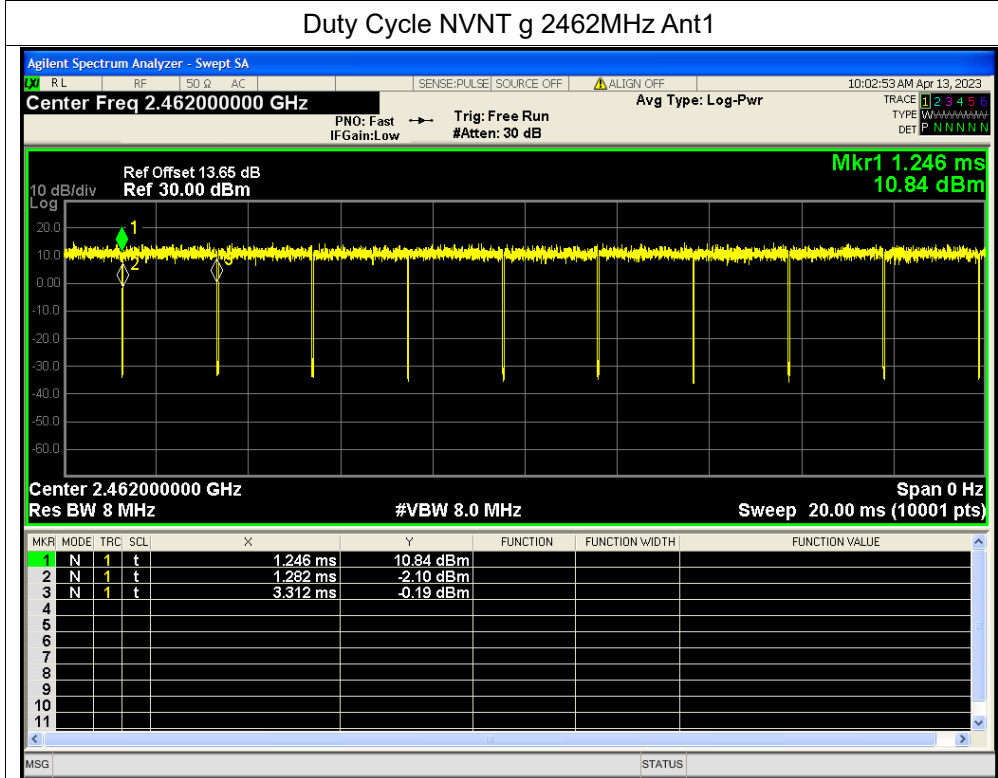 Duty Cycle NVNT g 2462MHz Ant1
Agilent Spectrum Analyzer - Swept SA
LXI RL RF 50 Ω AC SENSE:PULSE SOURCE OFF ALIGN OFF 10:02:53 AM Apr 13, 2023
Center Freq 2.462000000 GHz Avg Type: Log-Pwr TRACE 1 2 3 4 5 6
PNO: Fast Trig: Free Run TYPE WWWWWW
IFGain:Low #Atten: 30 dB DET P N N N N N
Mkr1 1.246 ms
Ref Offset 13.65 dB
10 dB/div Ref 30.00 dBm 10.84 dBm
Log
20.0
1
10.0
2 3
0.00
-10.0
-20.0
-30.0
-40.0
-50.0
-60.0
Center 2.462000000 GHz Span 0 Hz
Res BW 8 MHz #VBW 8.0 MHz Sweep 20.00 ms (10001 pts)
MKR MODE TRC SCL X Y FUNCTION FUNCTION WIDTH FUNCTION VALUE
1 N 1 t 1.246 ms 10.84 dBm
2 N 1 t 1.282 ms -2.10 dBm
3 N 1 t 3.312 ms -0.19 dBm
4
5
6
7
8
9
10
11
MSG STATUS